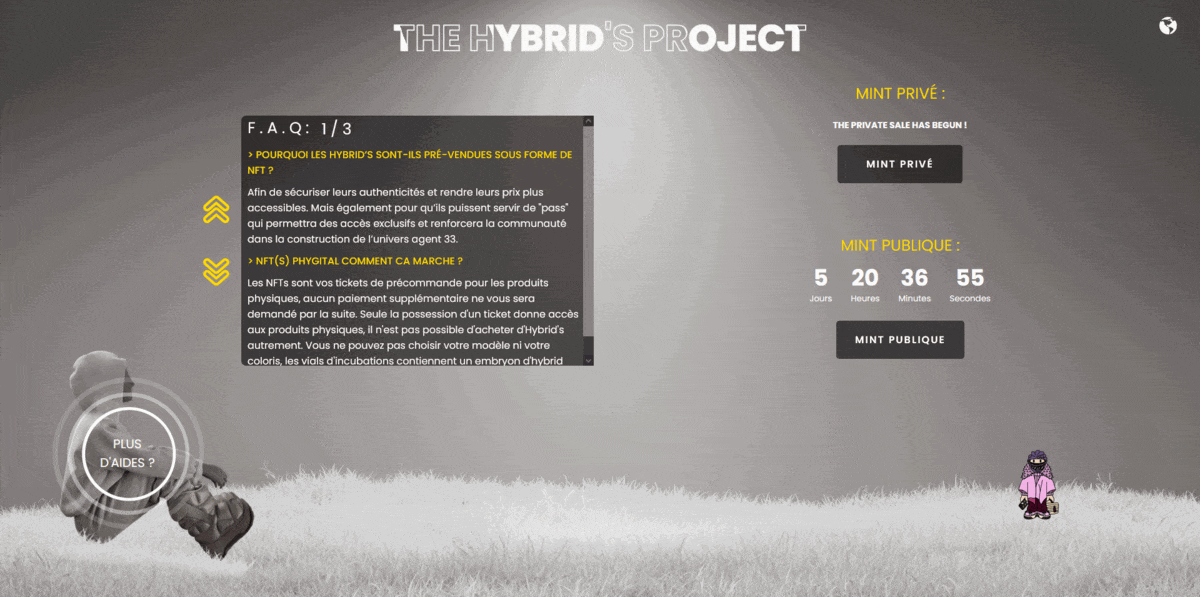 THE HYBRID'S PROJECT
F.A.Q: 1/3
> POURQUOI LES HYBRID'S SONT-ILS PRÉ-VENDUES SOUS FORME DE
NFT ?
Afin de sécuriser leurs authenticités et rendre leurs prix plus
accessibles. Mais également pour qu'ils puissent servir de "pass"
qui permettra des accès exclusifs et renforcera la communauté
dans la construction de l'univers agent 33.
> NFT(S) PHYGITAL COMMENT CA MARCHE ?
Les NFTs sont vos tickets de précommande pour les produits
physiques, aucun paiement supplémentaire ne vous sera
demandé par la suite. Seule la possession d'un ticket donne accès
aux produits physiques, il n'est pas possible d'acheter d'Hybrid's
autrement. Vous ne pouvez pas choisir votre modèle ni votre
coloris, les vials d'incubations contiennent un embryon d'hybrid
PLUS
D'AIDES ?
MINT PRIVÉ :
THE PRIVATE SALE HAS BEGUN !
MINT PRIVÉ
MINT PUBLIQUE :
5 20 36 55
Jours Heures Minutes Secondes
MINT PUBLIQUE